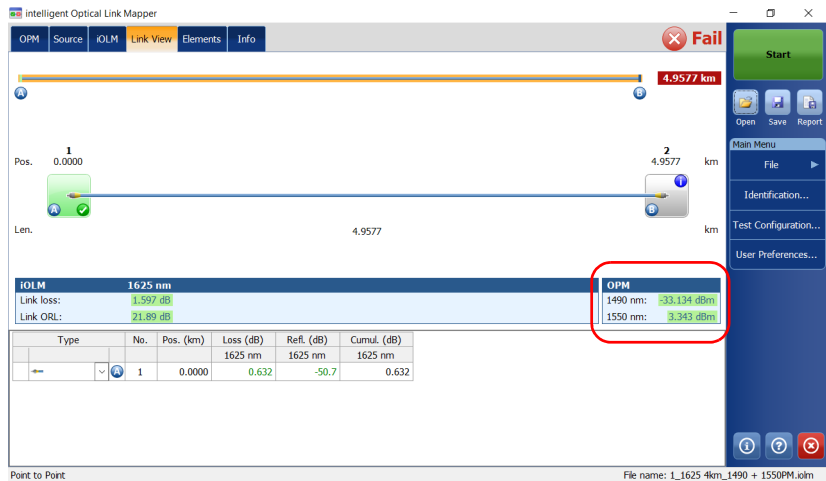 intelligent Optical Link Mapper
OPM Source iOLM Link View Elements Info
Fail
Start
4.9577 km
A B
Open Save Report
Main Menu
File
Identification...
Test Configuration...
User Preferences...
1 2
Pos. 0.0000 4.9577 km
A B
Len. 4.9577 km
iOLM 1625 nm
Link loss: 1.597 dB
Link ORL: 21.89 dB
OPM
1490 nm: -33.134 dBm
1550 nm: 3.343 dBm
Type No. Pos. (km) Loss (dB) Refl. (dB) Cumul. (dB)
1625 nm 1625 nm 1625 nm
A 1 0.0000 0.632 -50.7 0.632
Point to Point
File name: 1_1625 4km_1490 + 1550PM.iolm